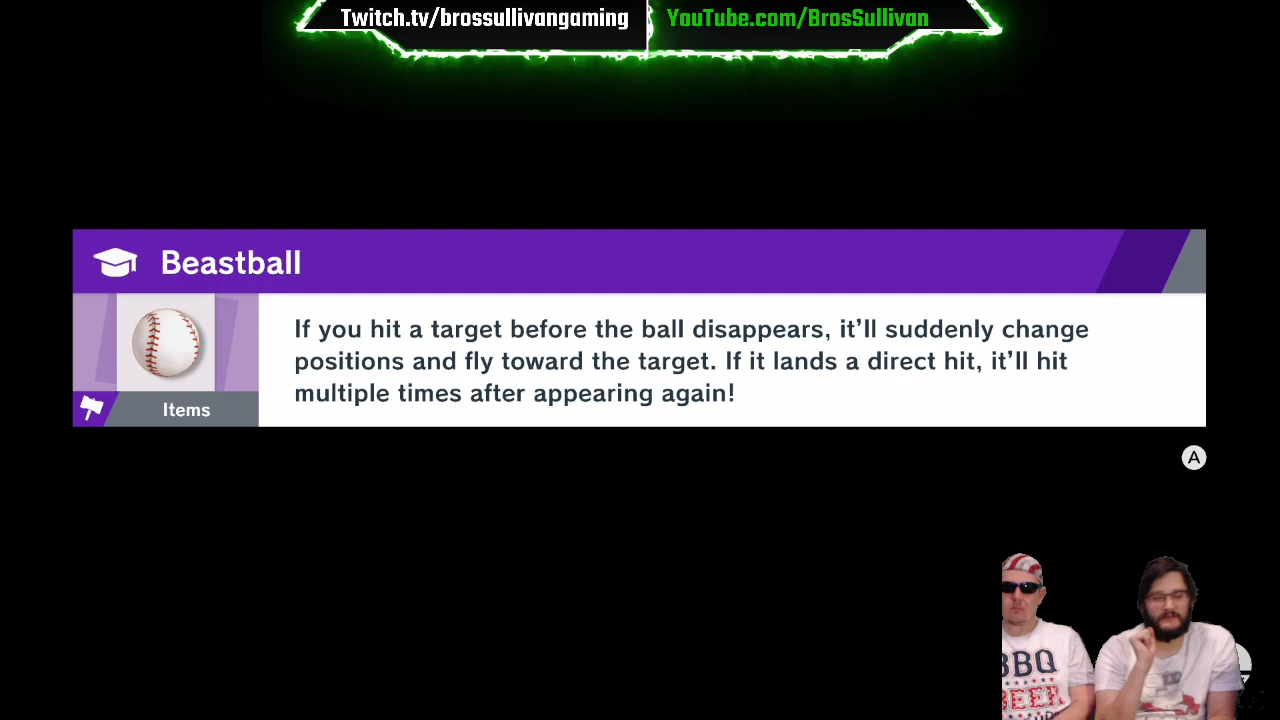 Twitch.tv/brossullivangaming
YouTube.com/BrosSullivan
Beastball
If you hit a target before the ball disappears, it'll suddenly change
positions and fly toward the target. If it lands a direct hit, it'll hit
multiple times after appearing again!
Items
A
BBQ
BEER